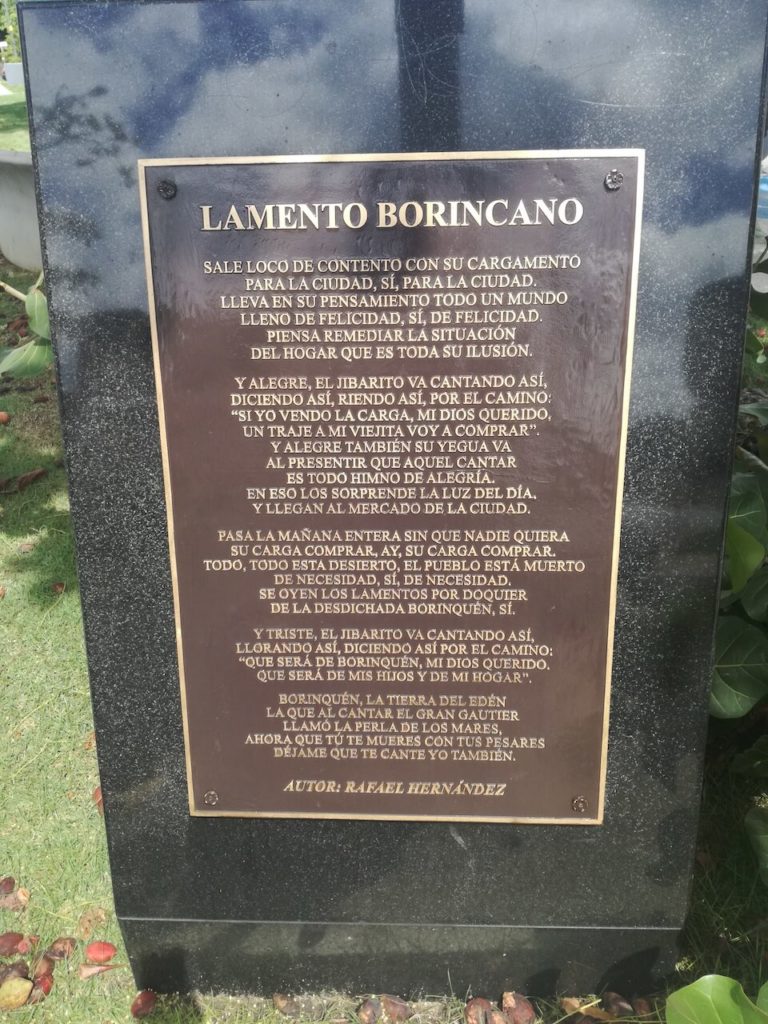 LAMENTO BORINCANO
SALE LOCO DE CONTENTO CON SU CARGAMENTO
PARA LA CIUDAD, SÍ, PARA LA CIUDAD.
LLEVA EN SU PENSAMIENTO TODO UN MUNDO
LLENO DE FELICIDAD, SÍ, DE FELICIDAD.
PIENSA REMEDIAR LA SITUACIÓN
DEL HOGAR QUE ES TODA SU ILUSIÓN.
Y ALEGRE, EL JIBARITO VA CANTANDO ASÍ,
DICIENDO ASÍ, RIENDO ASÍ, POR EL CAMINO:
“SI YO VENDO LA CARGA, MI DIOS QUERIDO,
UN TRAJE A MI VIEJITA VOY A COMPRAR”.
Y ALEGRE TAMBIÉN SU YEGUA VA
AL PRESENTIR QUE AQUEL CANTAR
ES TODO HIMNO DE ALEGRÍA.
EN ESO LOS SORPRENDE LA LUZ DEL DÍA,
Y LLEGAN AL MERCADO DE LA CIUDAD.
PASA LA MAÑANA ENTERA SIN QUE NADIE QUIERA
SU CARGA COMPRAR, AY, SU CARGA COMPRAR.
TODO, TODO ESTA DESIERTO, EL PUEBLO ESTÁ MUERTO
DE NECESIDAD, SÍ, DE NECESIDAD.
SE OYEN LOS LAMENTOS POR DOQUIER
DE LA DESDICHADA BORINQUÉN, SÍ.
Y TRISTE, EL JIBARITO VA CANTANDO ASÍ,
LLORANDO ASÍ, DICIENDO ASÍ POR EL CAMINO:
“QUE SERÁ DE BORINQUÉN, MI DIOS QUERIDO,
QUE SERÁ DE MIS HIJOS Y DE MI HOGAR”.
BORINQUÉN, LA TIERRA DEL EDÉN
LA QUE AL CANTAR EL GRAN GAUTIER
LLAMÓ LA PERLA DE LOS MARES,
AHORA QUE TÚ TE MUERES CON TUS PESARES
DÉJAME QUE TE CANTE YO TAMBIÉN.
AUTOR: RAFAEL HERNÁNDEZ